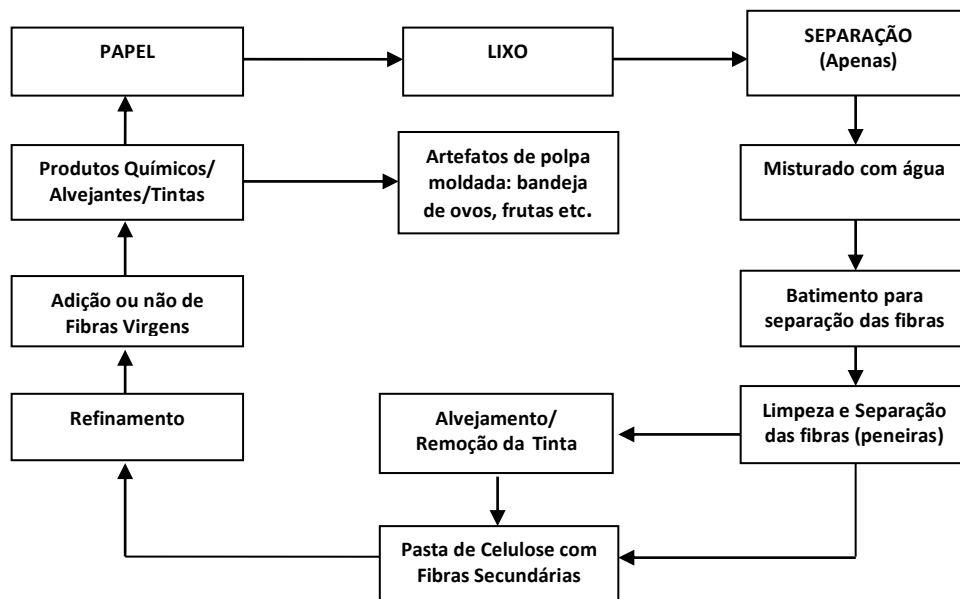 PAPEL
LIXO
SEPARAÇÃO
(Apenas)
Produtos Químicos/
Alvejantes/Tintas
Artefatos de polpa
moldada: bandeja
de ovos, frutas etc.
Misturado com água
Adição ou não de
Fibras Virgens
Batimento para
separação das fibras
Refinamento
Alvejamento/
Remoção da Tinta
Limpeza e Separação
das fibras (peneiras)
Pasta de Celulose com
Fibras Secundárias